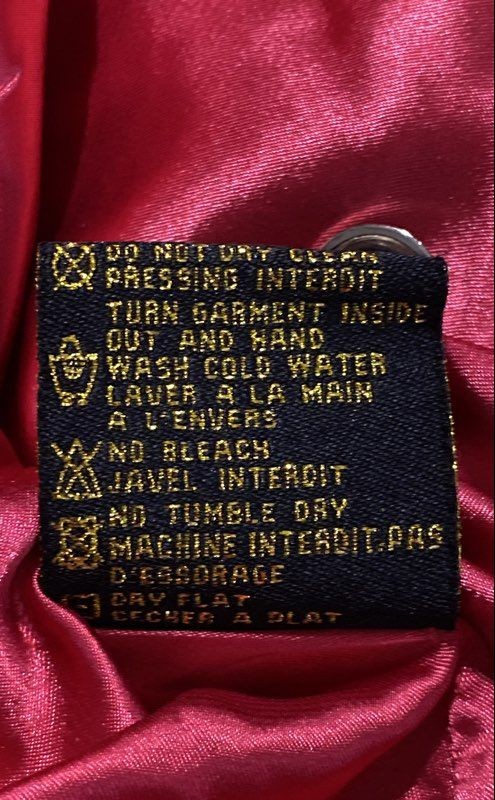 DO NOT DRY CLEAN
PRESSING INTERDIT
TURN GARMENT INSIDE
OUT AND HAND
WASH COLD WATER
LAVER A LA MAIN
A L'ENVERS
NO BLEACH
JAVEL INTERDIT
NO TUMBLE DRY
MACHINE INTERDIT.PAS
D'ESSORAGE
DRY FLAT
SECHER A PLAT